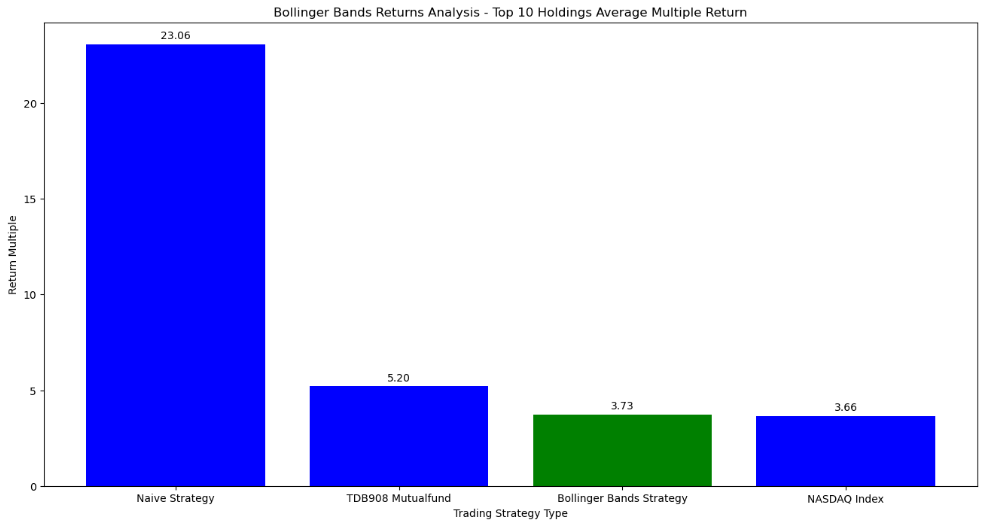 Bollinger Bands Returns Analysis - Top 10 Holdings Average Multiple Return
23.06
20
15
Return Multiple
10
5.20
5
3.73
3.66
0
Naive Strategy
TDB908 Mutualfund
Bollinger Bands Strategy
NASDAQ Index
Trading Strategy Type